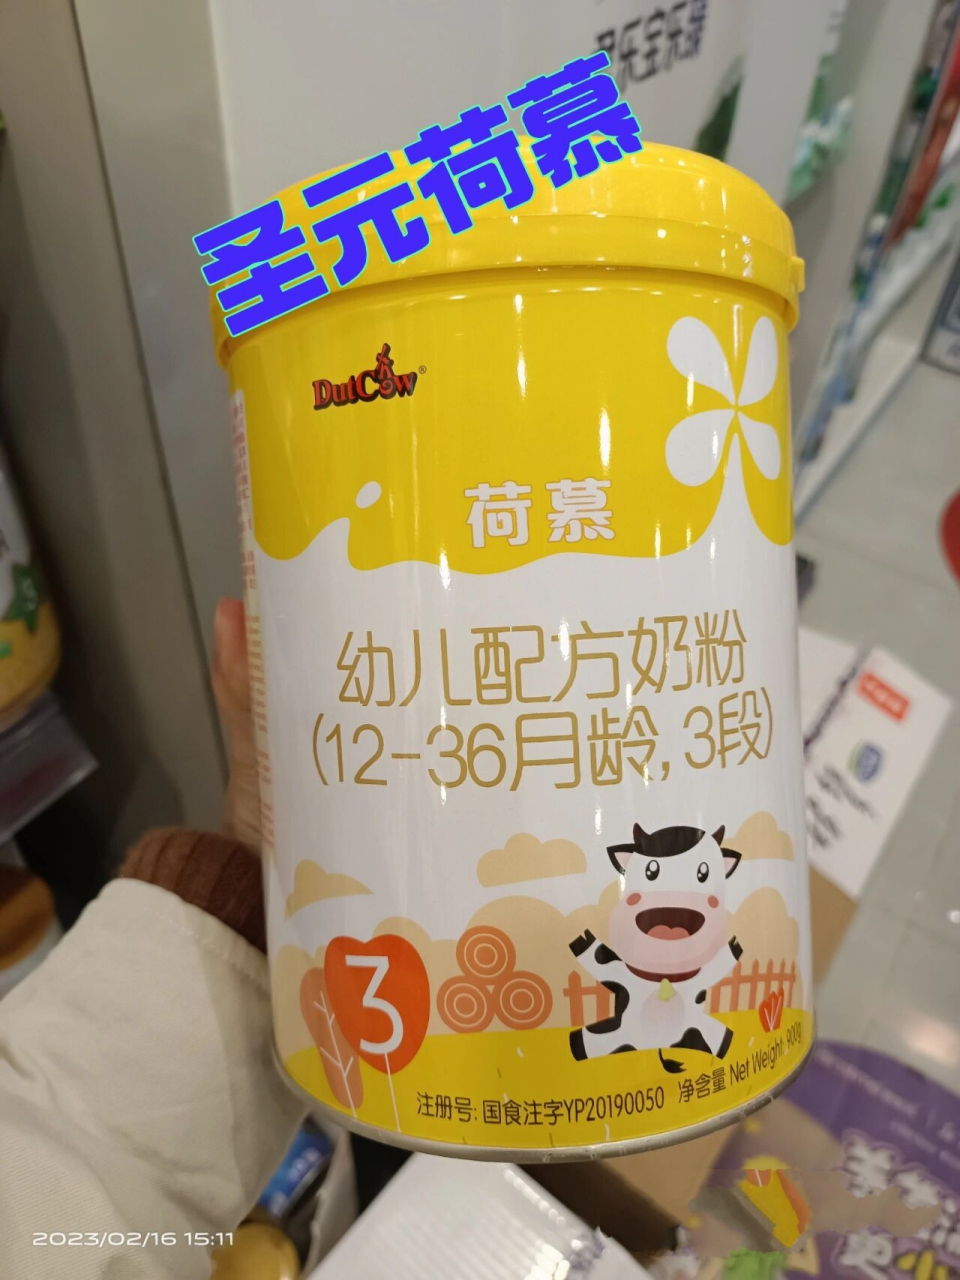 圣元荷慕
DutCow®
荷慕
幼儿配方奶粉
(12-36月龄, 3段)
3
注册号: 国食注字YP20190050
净含量 Net Weight: 900g
2023/02/16 15:11